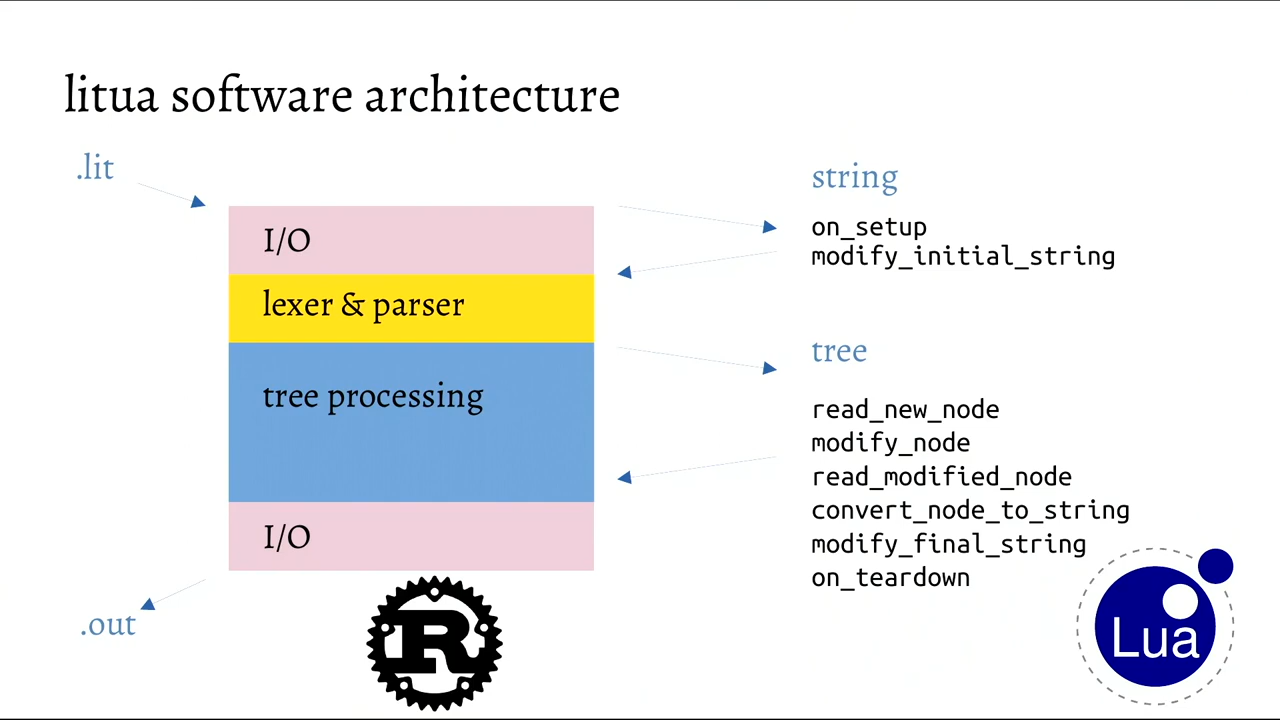 litua software architecture
.lit
I/O
lexer & parser
tree processing
I/O
.out
string
on_setup
modify_initial_string
tree
read_new_node
modify_node
read_modified_node
convert_node_to_string
modify_final_string
on_teardown
R
Lua